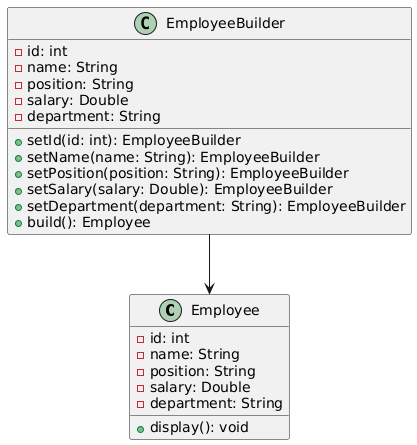 C EmployeeBuilder
id: int
name: String
position: String
salary: Double
department: String
setId(id: int): EmployeeBuilder
setName(name: String): EmployeeBuilder
setPosition(position: String): EmployeeBuilder
setSalary(salary: Double): EmployeeBuilder
setDepartment(department: String): EmployeeBuilder
build(): Employee
C Employee
id: int
name: String
position: String
salary: Double
department: String
display(): void